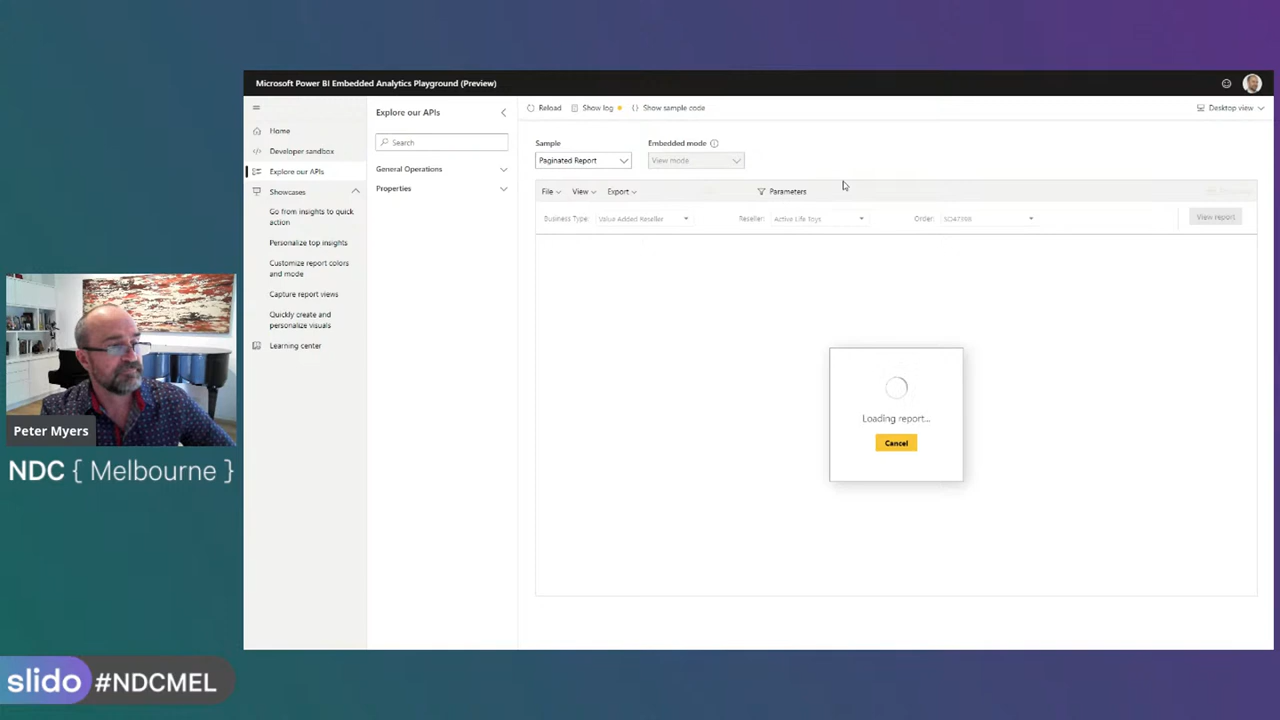 Microsoft Power BI Embedded Analytics Playground (Preview)
Home
Developer sandbox
Explore our APIs
Showcases
Go from insights to quick
action
Personalize top insights
Customize report colors
and mode
Capture report views
Quickly create and
personalize visuals
Learning center
Explore our APIs
Search
General Operations
Properties
Reload
Show log
Show sample code
Desktop view
Sample
Embedded mode
Paginated Report
View mode
File
View
Export
Parameters
Business Type: Value Added Reseller
Reseller: Active Life Toys
Order:
View report
Loading report...
Cancel
Peter Myers
NDC { Melbourne }
slido #NDCMEL